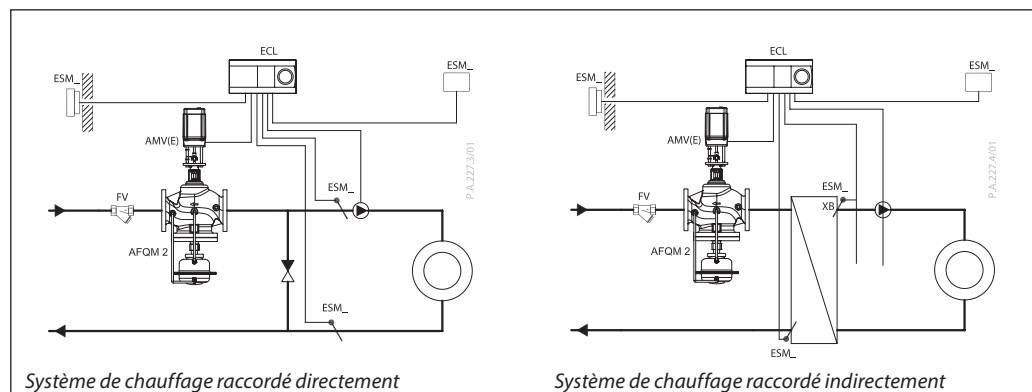 ECL
ESM_
ESM_
AMV(E)
P.A.227.3/01
FV
ESM_
AFQM 2
ESM_
Système de chauffage raccordé directement
ECL
ESM_
ESM_
AMV(E)
P.A.227.4/01
FV
ESM_
XB
AFQM 2
ESM_
Système de chauffage raccordé indirectement